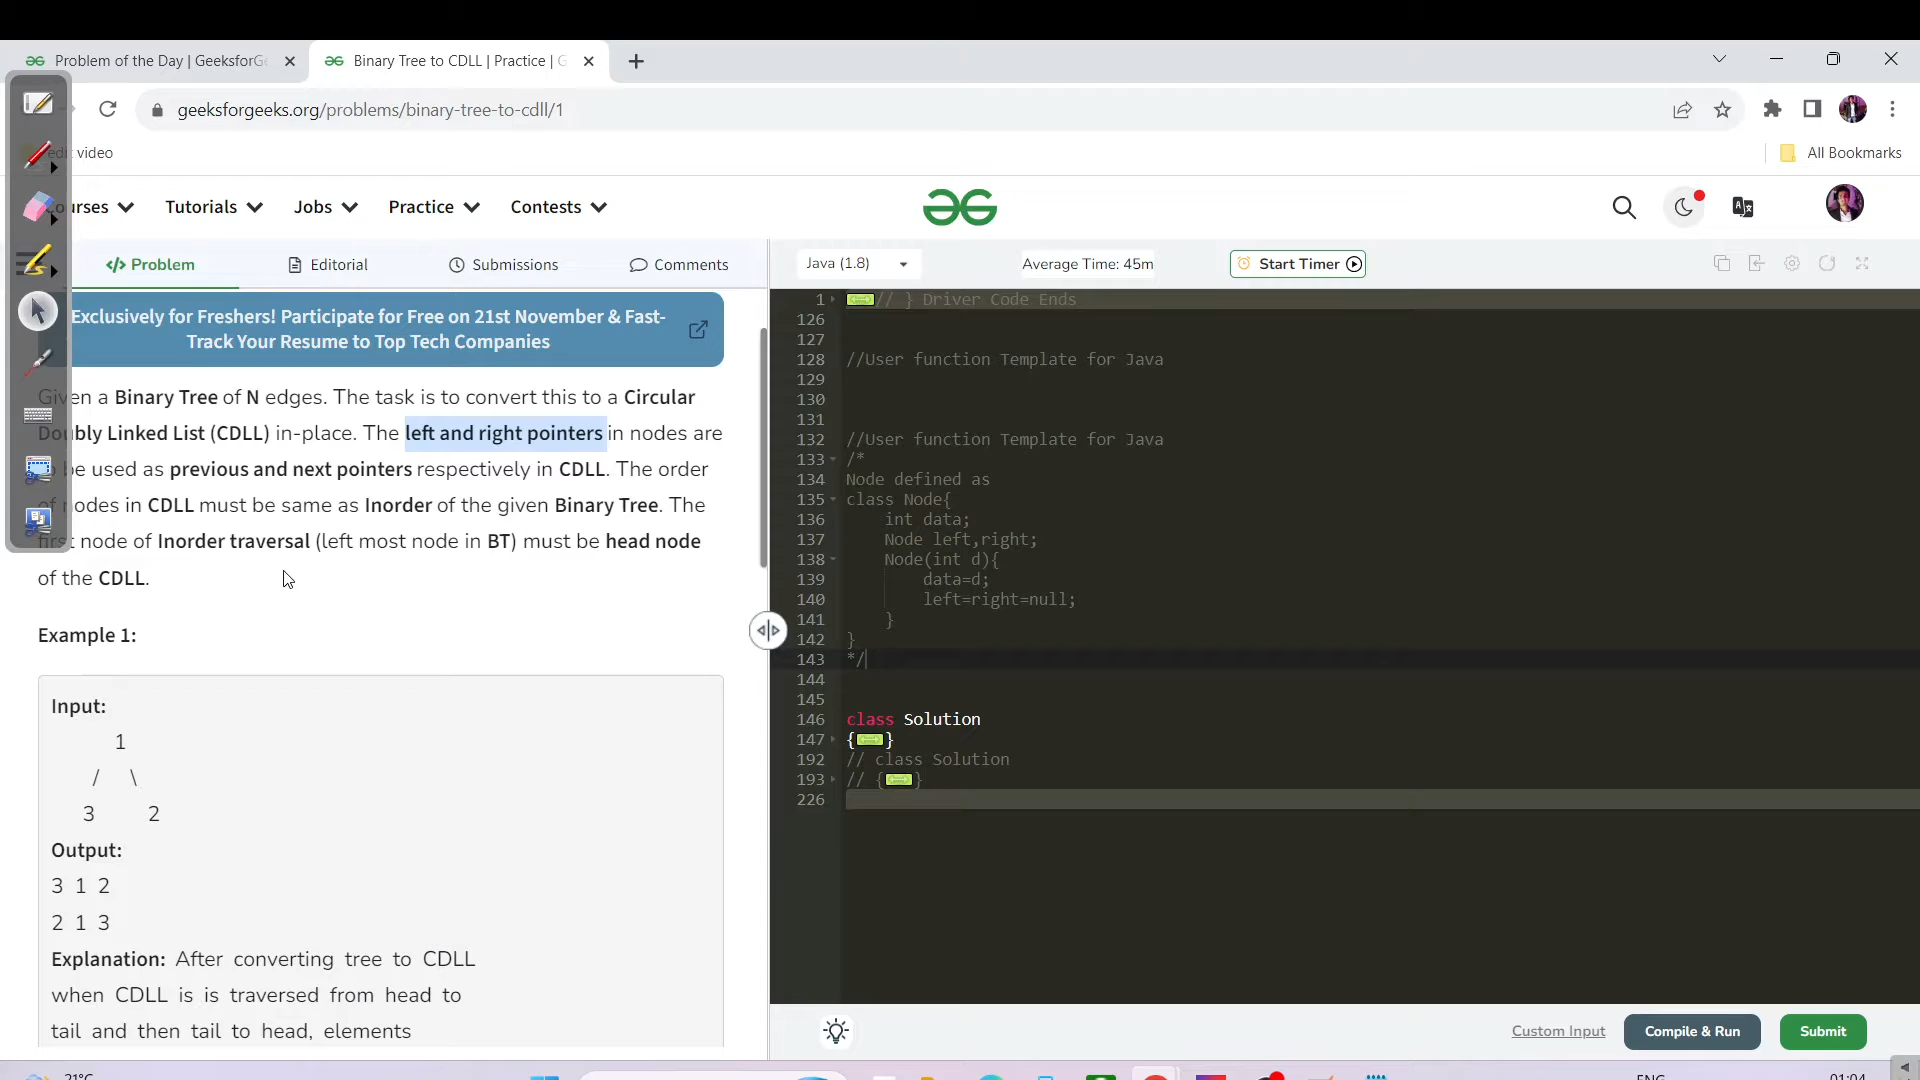 Problem of the Day | GeeksforGe
Binary Tree to CDLL | Practice | G
geeksforgeeks.org/problems/binary-tree-to-cdll/1
video
All Bookmarks
Tutorials
Jobs
Practice
Contests
</> Problem
Editorial
Submissions
Comments
Java (1.8)
Average Time: 45m
Start Timer
Exclusively for Freshers! Participate for Free on 21st November & Fast-
Track Your Resume to Top Tech Companies
Given a Binary Tree of N edges. The task is to convert this to a Circular
Doubly Linked List (CDLL) in-place. The left and right pointers in nodes are
be used as previous and next pointers respectively in CDLL. The order
of nodes in CDLL must be same as Inorder of the given Binary Tree. The
first node of Inorder traversal (left most node in BT) must be head node
of the CDLL.
Example 1:
Input:
1
/ \
3 2
Output:
3 1 2
2 1 3
Explanation: After converting tree to CDLL
when CDLL is is traversed from head to
tail and then tail to head, elements
1 // } Driver Code Ends
126
127
128 //User function Template for Java
129
130
131
132 //User function Template for Java
133 /*
134 Node defined as
135 class Node{
136 int data;
137 Node left,right;
138 Node(int d){
139 data=d;
140 left=right=null;
141 }
142 }
143 */
144
145
146 class Solution
147 { }
192 // class Solution
193 // { }
226
Custom Input
Compile & Run
Submit
21°C
ENG
01:04